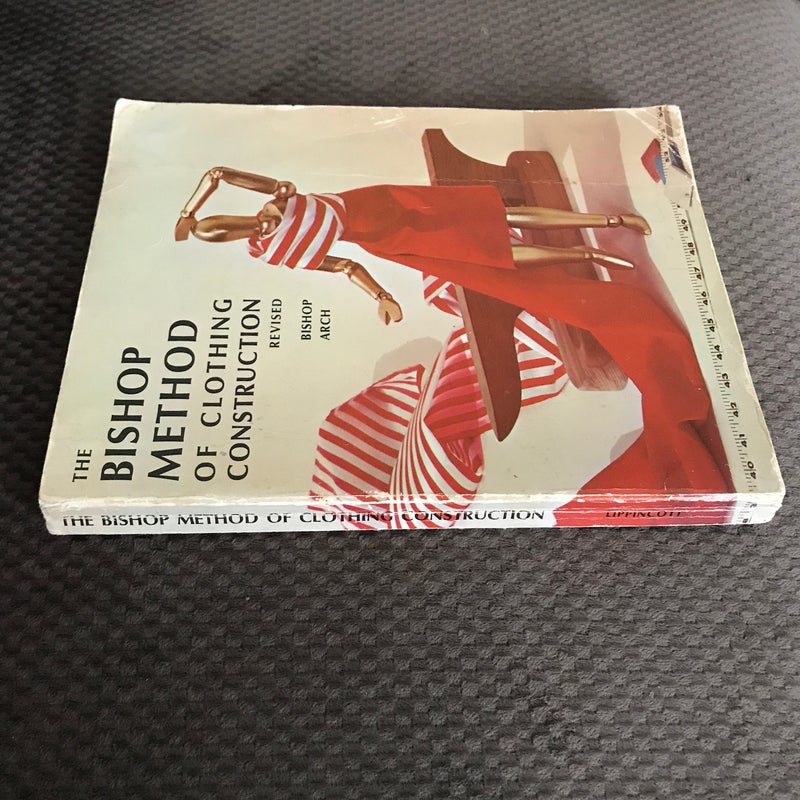 THE
BISHOP
METHOD
OF CLOTHING
CONSTRUCTION
REVISED
BISHOP
ARCH
49
48
47
46
45
44
43
42
41
40
THE BISHOP METHOD OF CLOTHING CONSTRUCTION
LIPPINCOTT